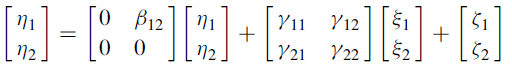 [η₁ η₂] = [0 β₁₂ 0 0] [η₁ η₂] + [γ₁₁ γ₁₂ γ₂₁ γ₂₂] [ξ₁ ξ₂] + [ζ₁ ζ₂]